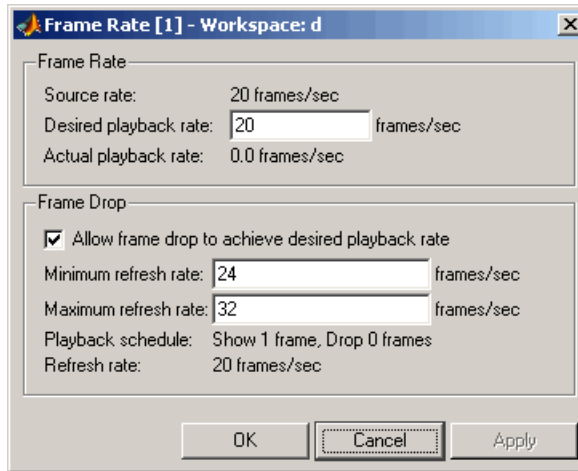 Frame Rate [1] - Workspace: d
Frame Rate
Source rate: 20 frames/sec
Desired playback rate: 20 frames/sec
Actual playback rate: 0.0 frames/sec
Frame Drop
Allow frame drop to achieve desired playback rate
Minimum refresh rate: 24 frames/sec
Maximum refresh rate: 32 frames/sec
Playback schedule: Show 1 frame, Drop 0 frames
Refresh rate: 20 frames/sec
OK Cancel Apply